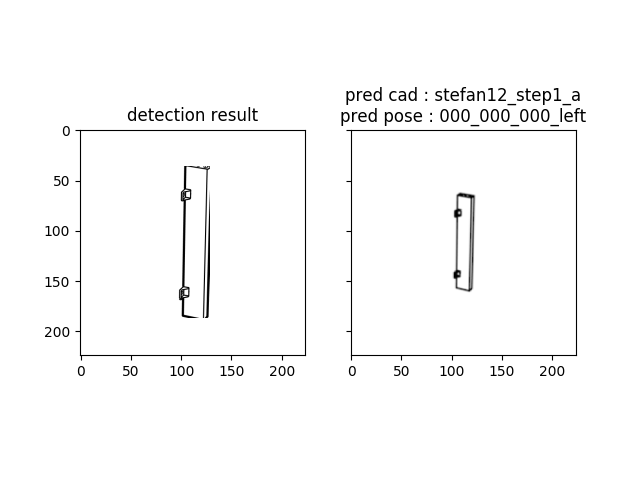 detection result
pred cad : stefan12_step1_a
pred pose : 000_000_000_left
0
50
100
150
200
0 50 100 150 200
0 50 100 150 200